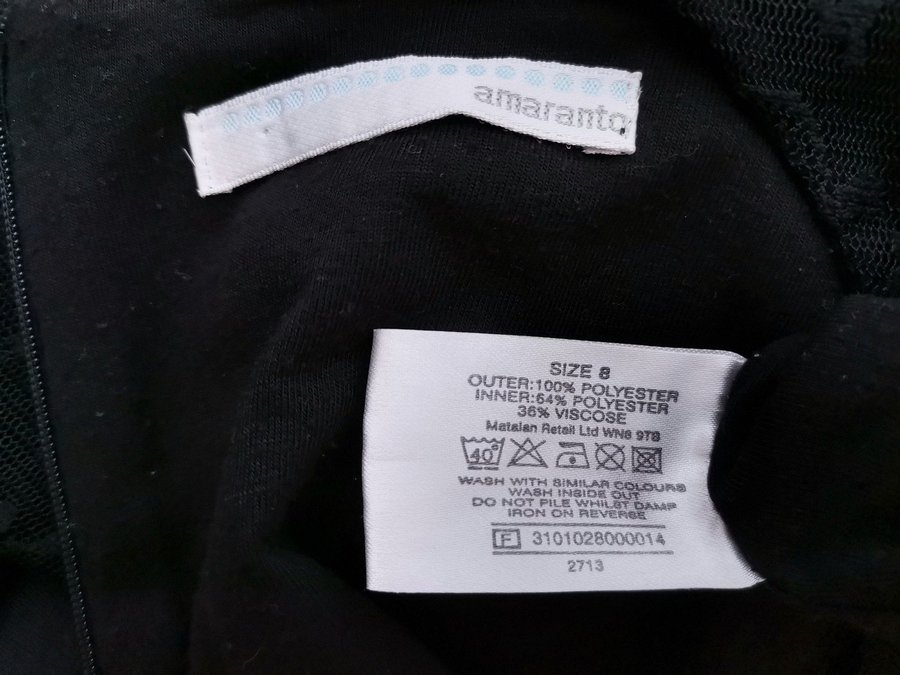 amaranto
SIZE 8
OUTER:100% POLYESTER
INNER:64% POLYESTER
36% VISCOSE
Matalan Retail Ltd WN8 9TB
40°
WASH WITH SIMILAR COLOURS
WASH INSIDE OUT
DO NOT PILE WHILST DAMP
IRON ON REVERSE
F 3101028000014
2713